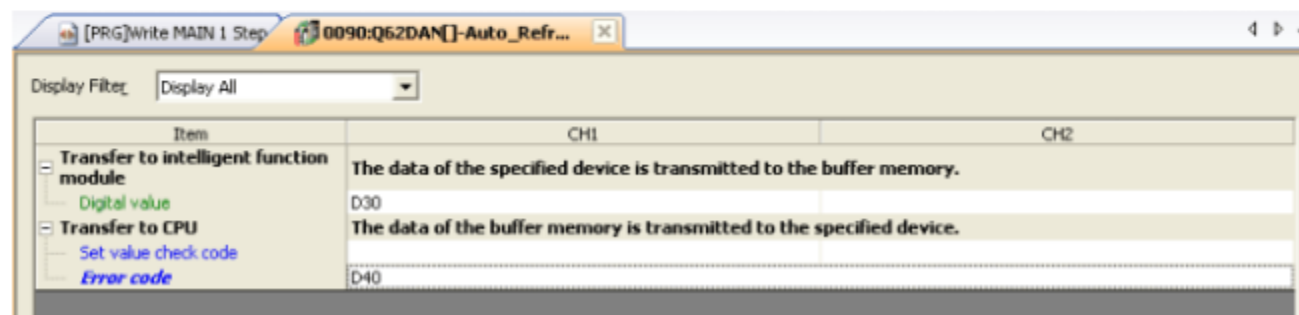 [PRG]Write MAIN 1 Step 0090:Q62DAN[]-Auto_Refr...
Display Filter Display All
Item CH1 CH2
Transfer to intelligent function module The data of the specified device is transmitted to the buffer memory.
Digital value D30
Transfer to CPU The data of the buffer memory is transmitted to the specified device.
Set value check code
Error code D40